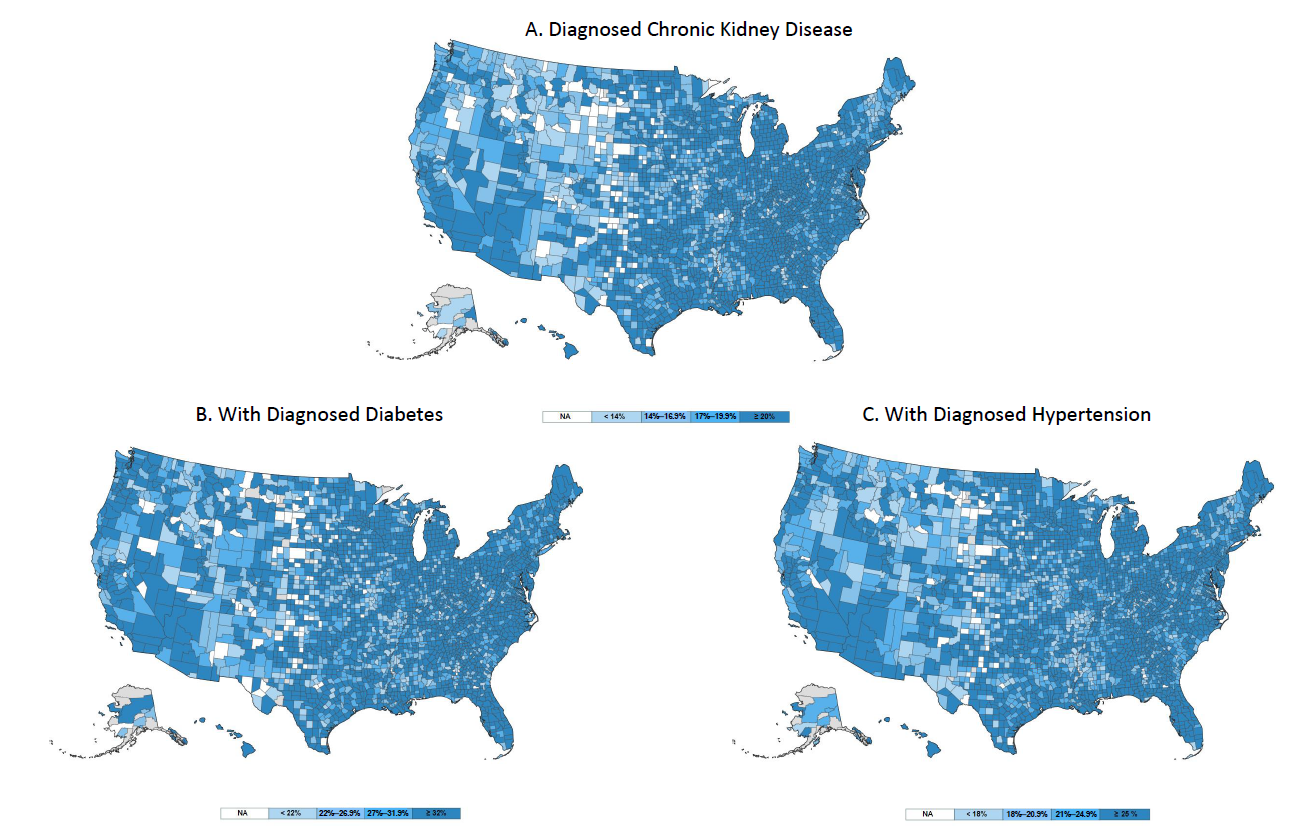 A. Diagnosed Chronic Kidney Disease
B. With Diagnosed Diabetes
NA < 14% 14%–16.9% 17%–19.9% ≥ 20%
C. With Diagnosed Hypertension
NA < 22% 22%–26.9% 27%–31.9% ≥ 32%
NA < 18% 18%–20.9% 21%–24.9% ≥ 25 %